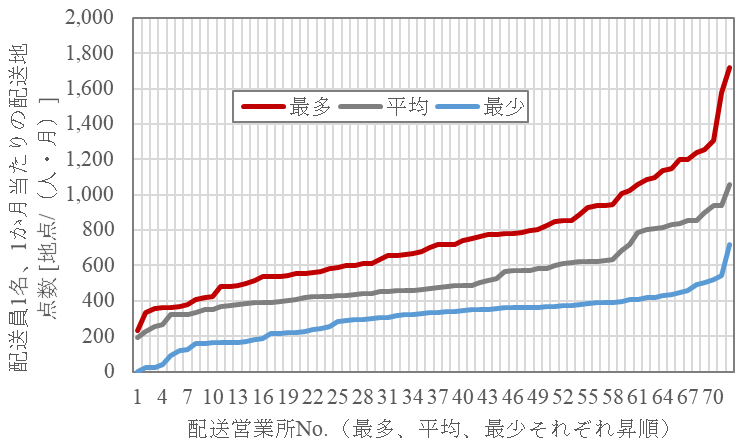 2,000
1,800
1,600
1,400
1,200
1,000
800
600
400
200
0
配送員1名、1か月当たりの配送地
点数 [地点/（人・月）]
最多 平均 最少
1 4 7 10 13 16 19 22 25 28 31 34 37 40 43 46 49 52 55 58 61 64 67 70
配送営業所No.（最多、平均、最少それぞれ昇順）